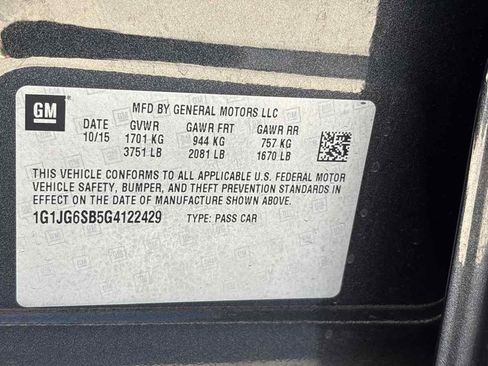 GM
MFD BY GENERAL MOTORS LLC
DATE GVWR GAWR FRT GAWR RR
10/15 1701 KG 944 KG 757 KG
3751 LB 2081 LB 1670 LB
THIS VEHICLE CONFORMS TO ALL APPLICABLE U.S. FEDERAL MOTOR
VEHICLE SAFETY, BUMPER, AND THEFT PREVENTION STANDARDS IN
EFFECT ON THE DATE OF MANUFACTURE SHOWN ABOVE.
1G1JG6SB5G4122429 TYPE: PASS CAR